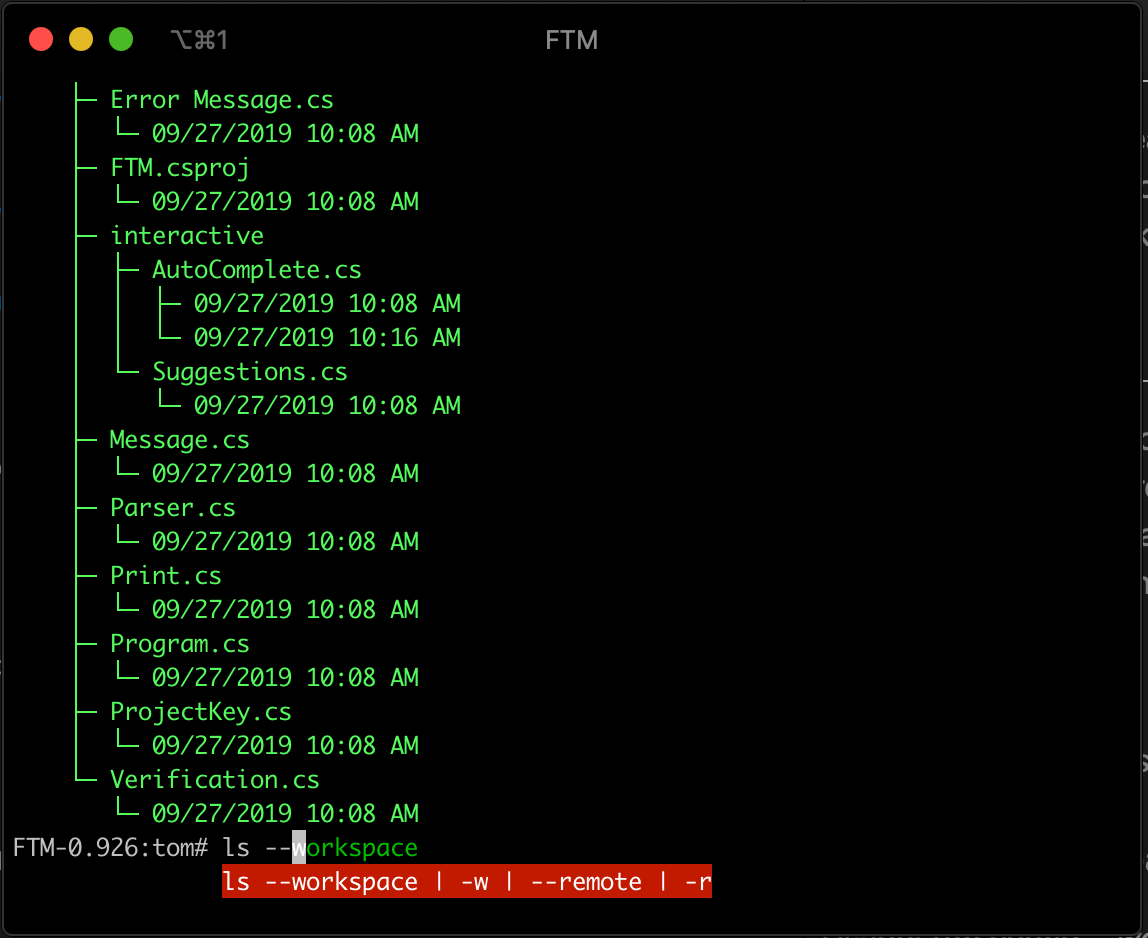 ⌥⌘1 FTM
Error Message.cs
09/27/2019 10:08 AM
FTM.csproj
09/27/2019 10:08 AM
interactive
AutoComplete.cs
09/27/2019 10:08 AM
09/27/2019 10:16 AM
Suggestions.cs
09/27/2019 10:08 AM
Message.cs
09/27/2019 10:08 AM
Parser.cs
09/27/2019 10:08 AM
Print.cs
09/27/2019 10:08 AM
Program.cs
09/27/2019 10:08 AM
ProjectKey.cs
09/27/2019 10:08 AM
Verification.cs
09/27/2019 10:08 AM
FTM-0.926:tom# ls --workspace
ls --workspace | -w | --remote | -r